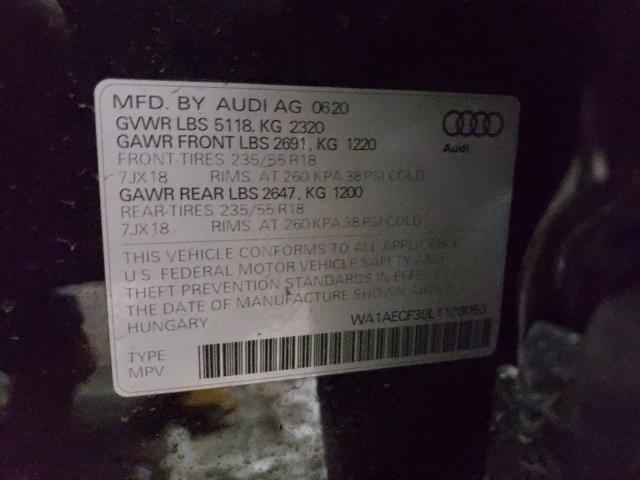 MFD. BY AUDI AG 0620
GVWR LBS 5118, KG 2320
GAWR FRONT LBS 2691, KG 1220
FRONT-TIRES 235/55 R18
7JX18 RIMS, AT 260 KPA 38 PSI COLD
GAWR REAR LBS 2647, KG 1200
REAR-TIRES 235/55 R18
7JX18 RIMS, AT 260 KPA 38 PSI COLD
Audi
THIS VEHICLE CONFORMS TO ALL APPLICABLE
U.S. FEDERAL MOTOR VEHICLE SAFETY AND
THEFT PREVENTION STANDARDS IN EFFECT ON
THE DATE OF MANUFACTURE SHOWN ABOVE.
HUNGARY
TYPE
MPV